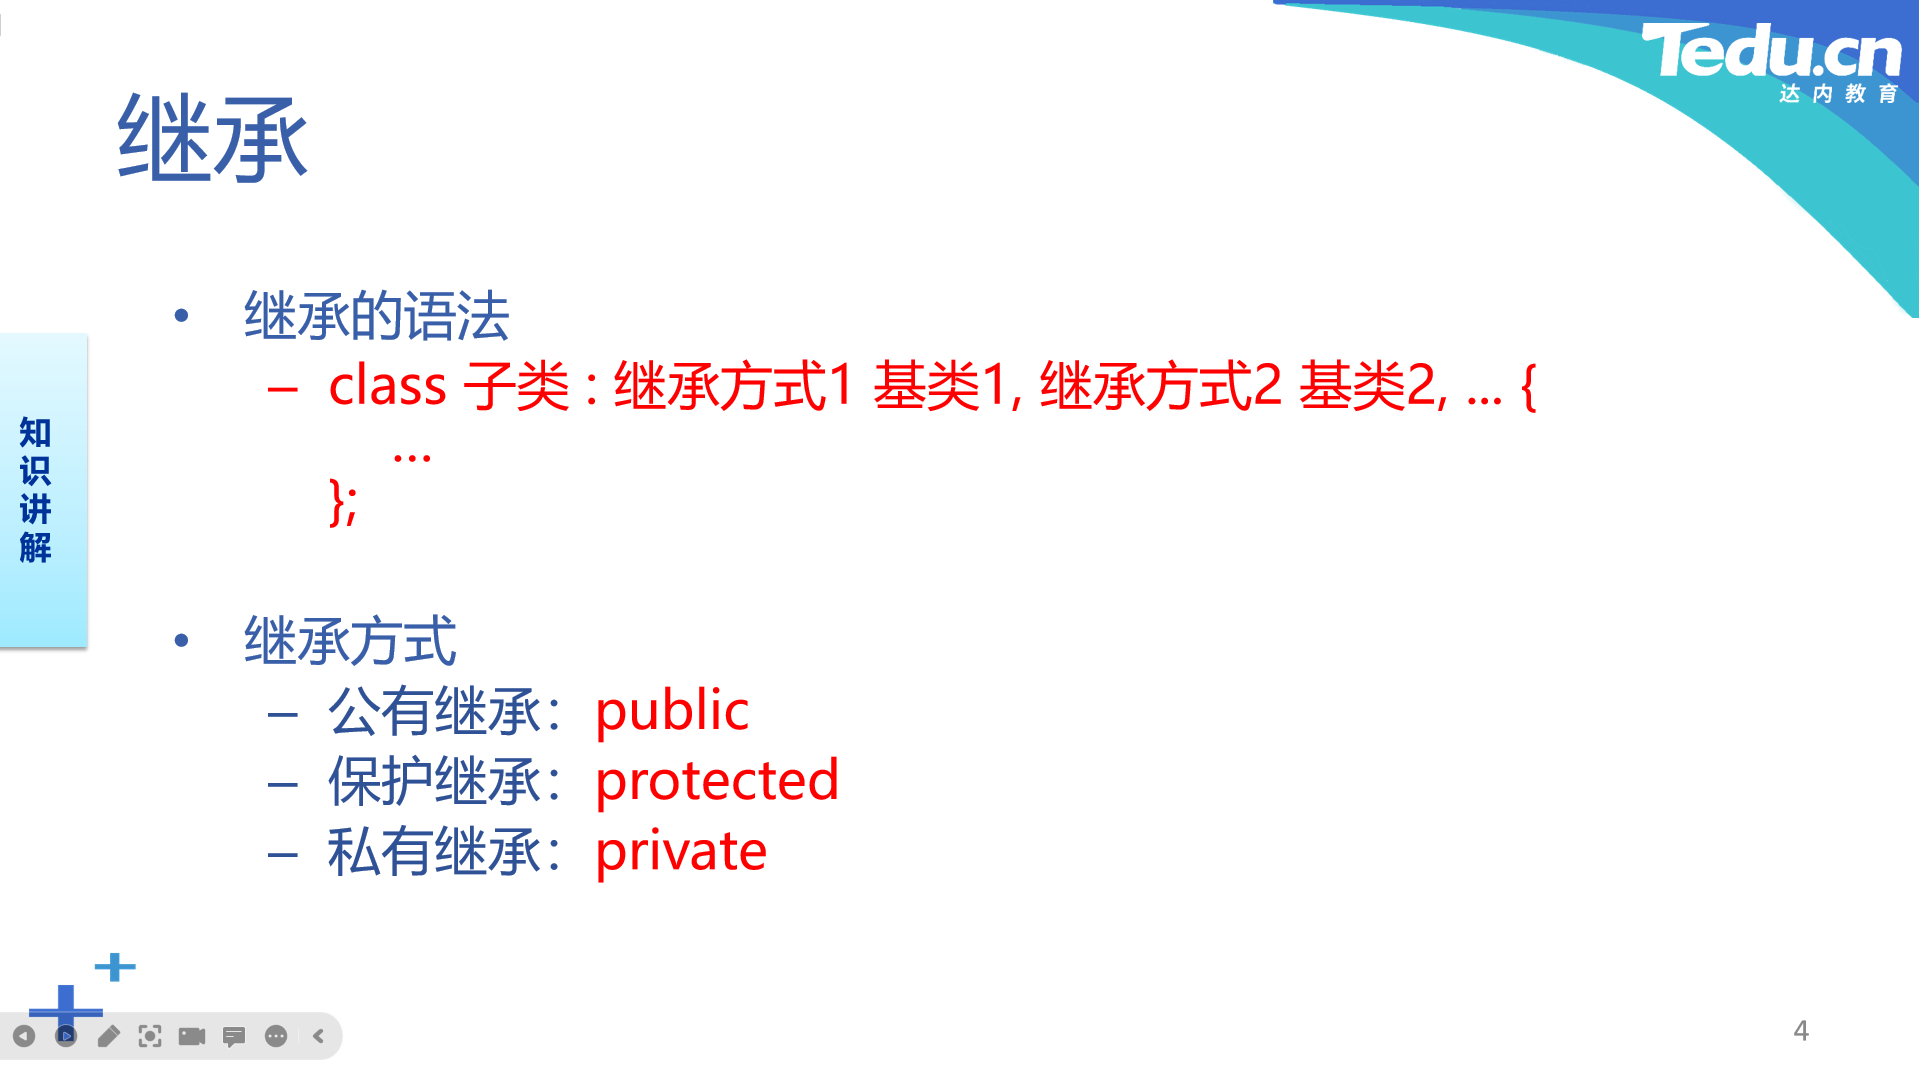 Tedu.cn
达内教育
继承
• 继承的语法
– class 子类 : 继承方式1 基类1, 继承方式2 基类2, ... {
...
};
知识讲解
• 继承方式
– 公有继承：public
– 保护继承：protected
– 私有继承：private
4